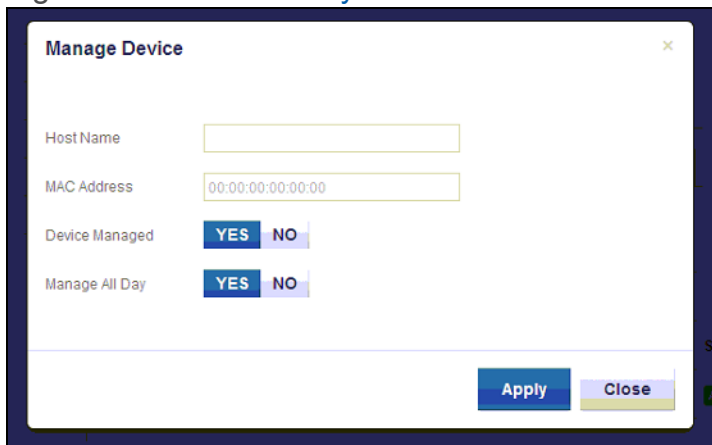 Manage Device ×
Host Name
MAC Address 00:00:00:00:00:00
Device Managed YES NO
Manage All Day YES NO
Apply Close